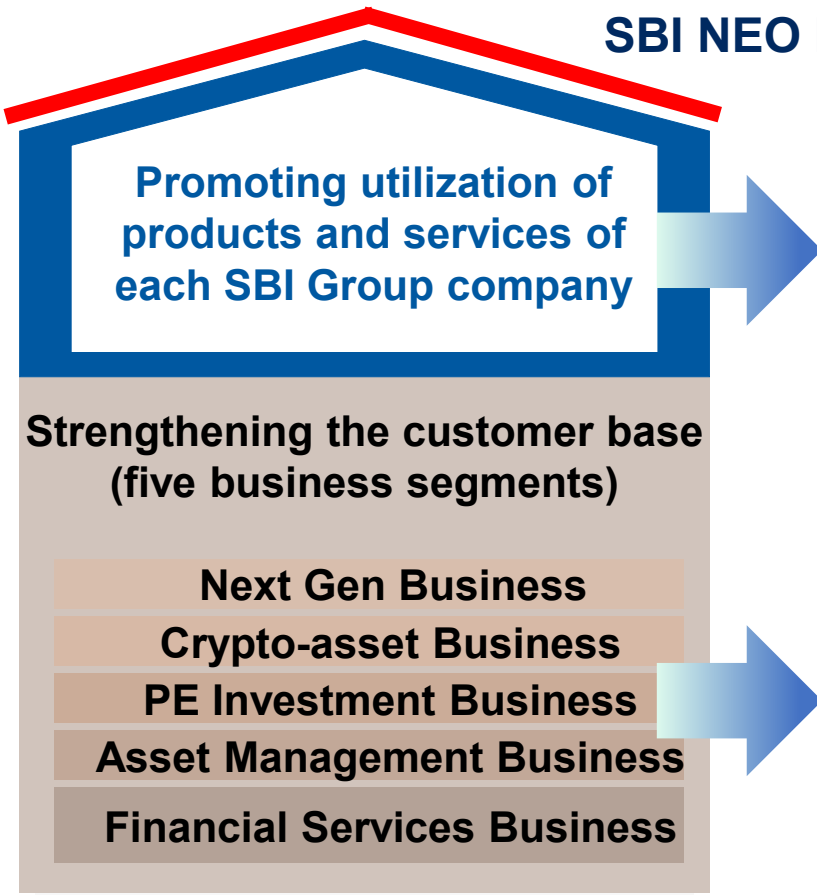 SBI NEO
Promoting utilization of
products and services of
each SBI Group company
Strengthening the customer base
(five business segments)
Next Gen Business
Crypto-asset Business
PE Investment Business
Asset Management Business
Financial Services Business